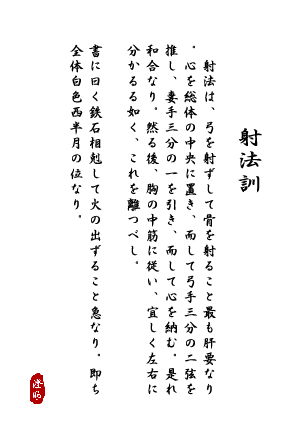 射法訓
射法は、弓を射ずして骨を射ること最も肝要なり
。心を総体の中央に置き、而して弓手三分の二弦を
推し、妻手三分の一を引き、而して心を納む。是れ
和合なり。然る後、胸の中筋に従い、宜しく左右に
分かるる如く、これを離つべし。
書に曰く鉄石相剋して火の出ずること急なり。即ち
全体白色西半月の位なり。